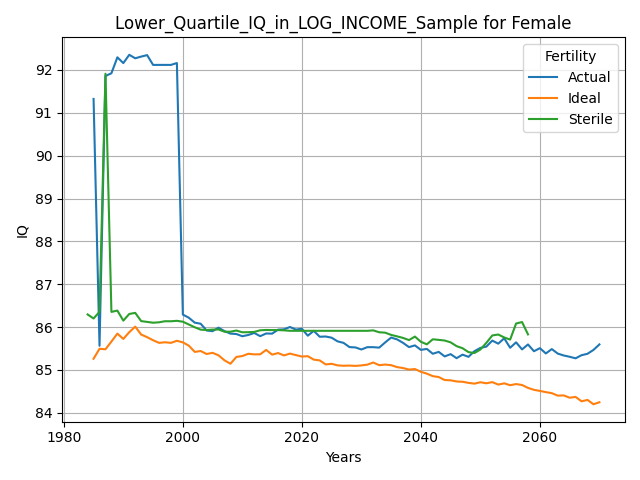 Lower_Quartile_IQ_in_LOG_INCOME_Sample for Female
Fertility
Actual
Ideal
Sterile
IQ
92
91
90
89
88
87
86
85
84
1980
2000
2020
2040
2060
Years